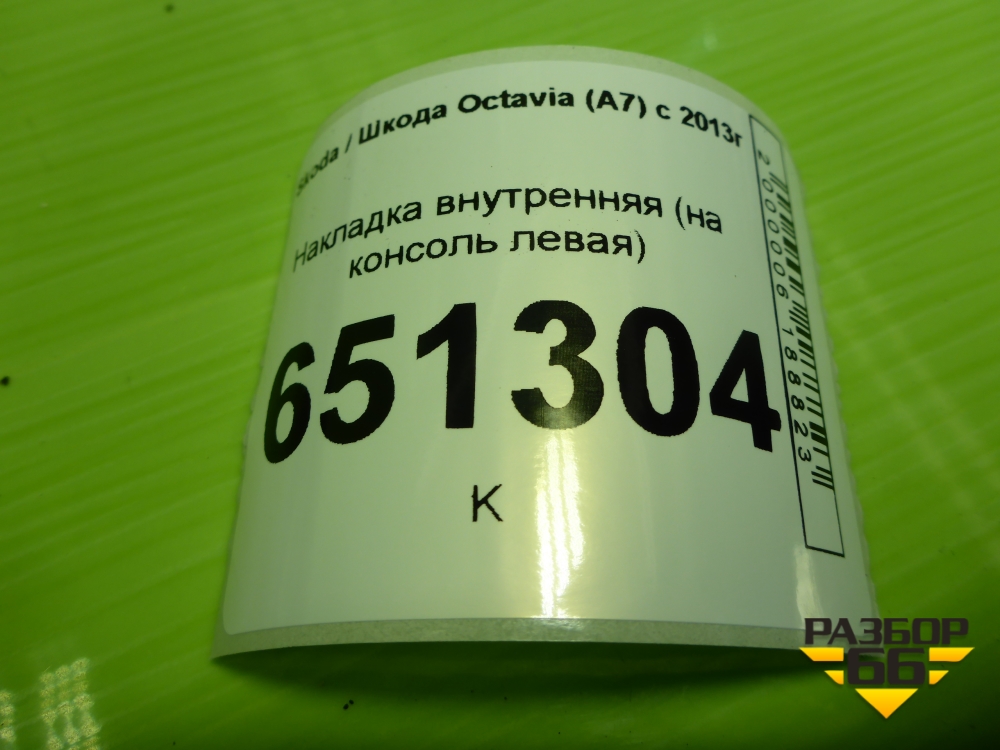 Skoda / Шкода Octavia (A7) с 2013г
Накладка внутренняя (на
консоль левая)
651304
К
2000006188823
РАЗБОР
66